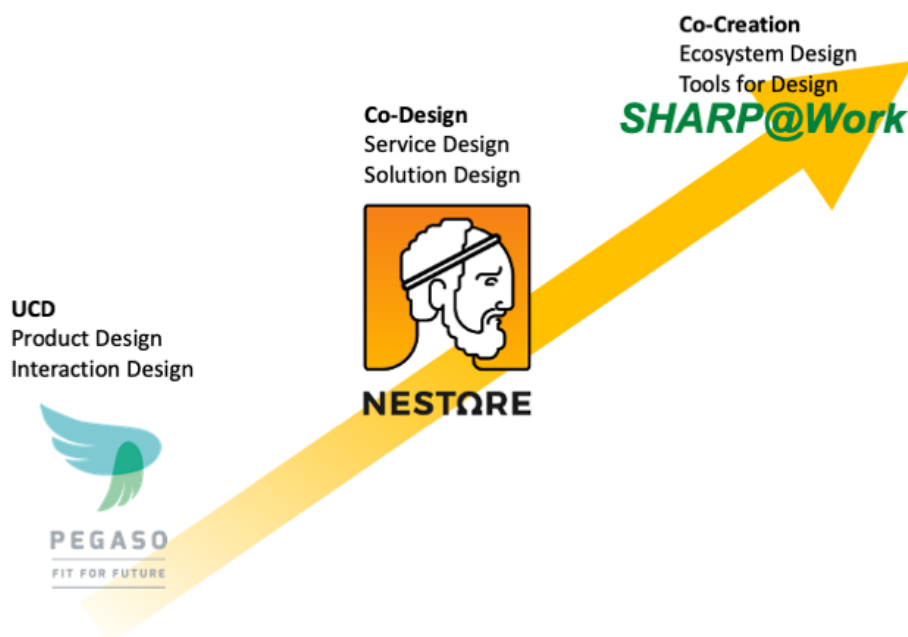 Co-Creation
Ecosystem Design
Tools for Design
SHARP@Work
Co-Design
Service Design
Solution Design
NESTΩRE
UCD
Product Design
Interaction Design
PEGASO
FIT FOR FUTURE